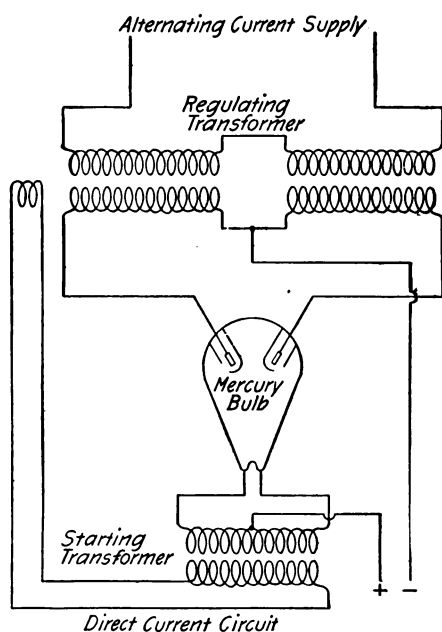 Alternating Current Supply
Regulating
Transformer
Mercury
Bulb
Starting
Transformer
+ -
Direct Current Circuit